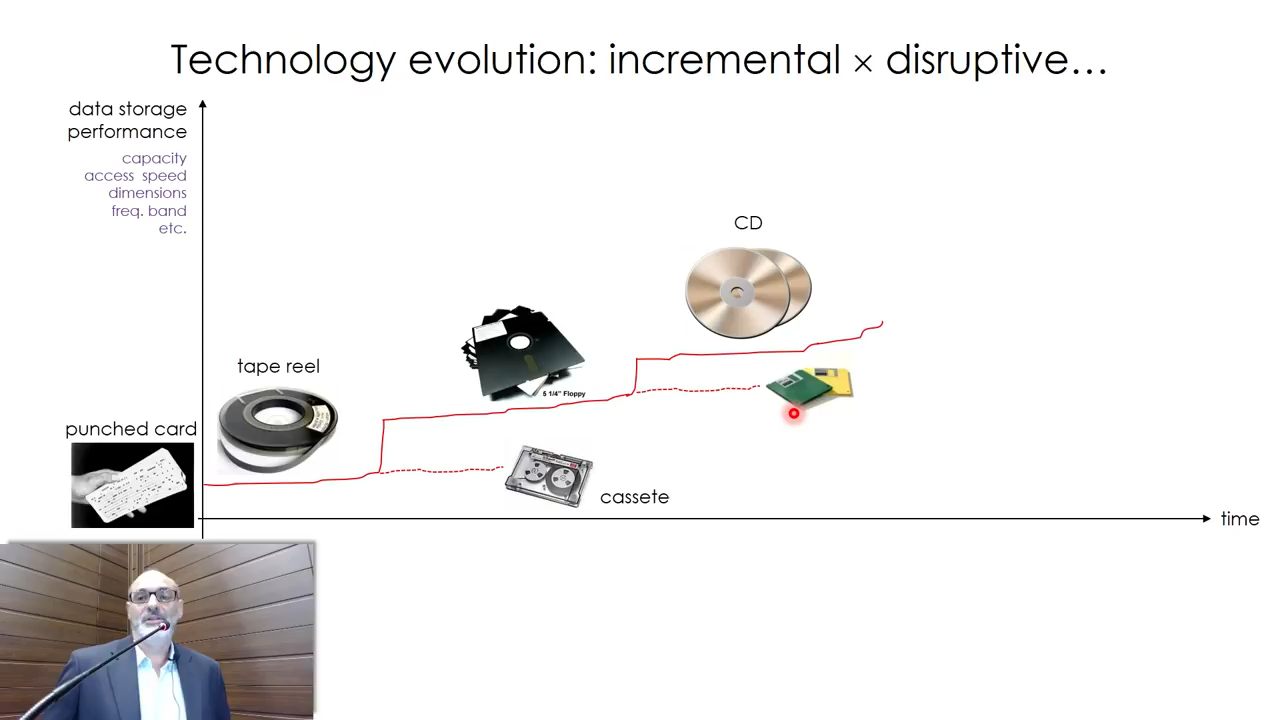 Technology evolution: incremental × disruptive…
data storage
performance
capacity
access speed
dimensions
freq. band
etc.
CD
tape reel
5 1/4" Floppy
punched card
cassete
time